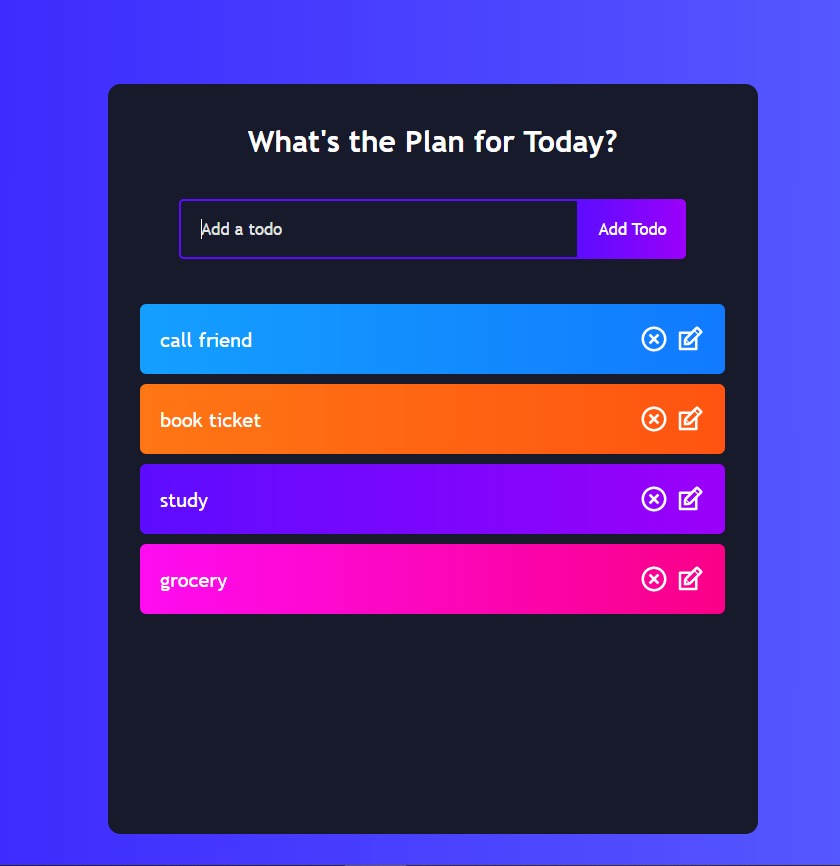 What's the Plan for Today?
Add a todo
Add Todo
call friend
book ticket
study
grocery